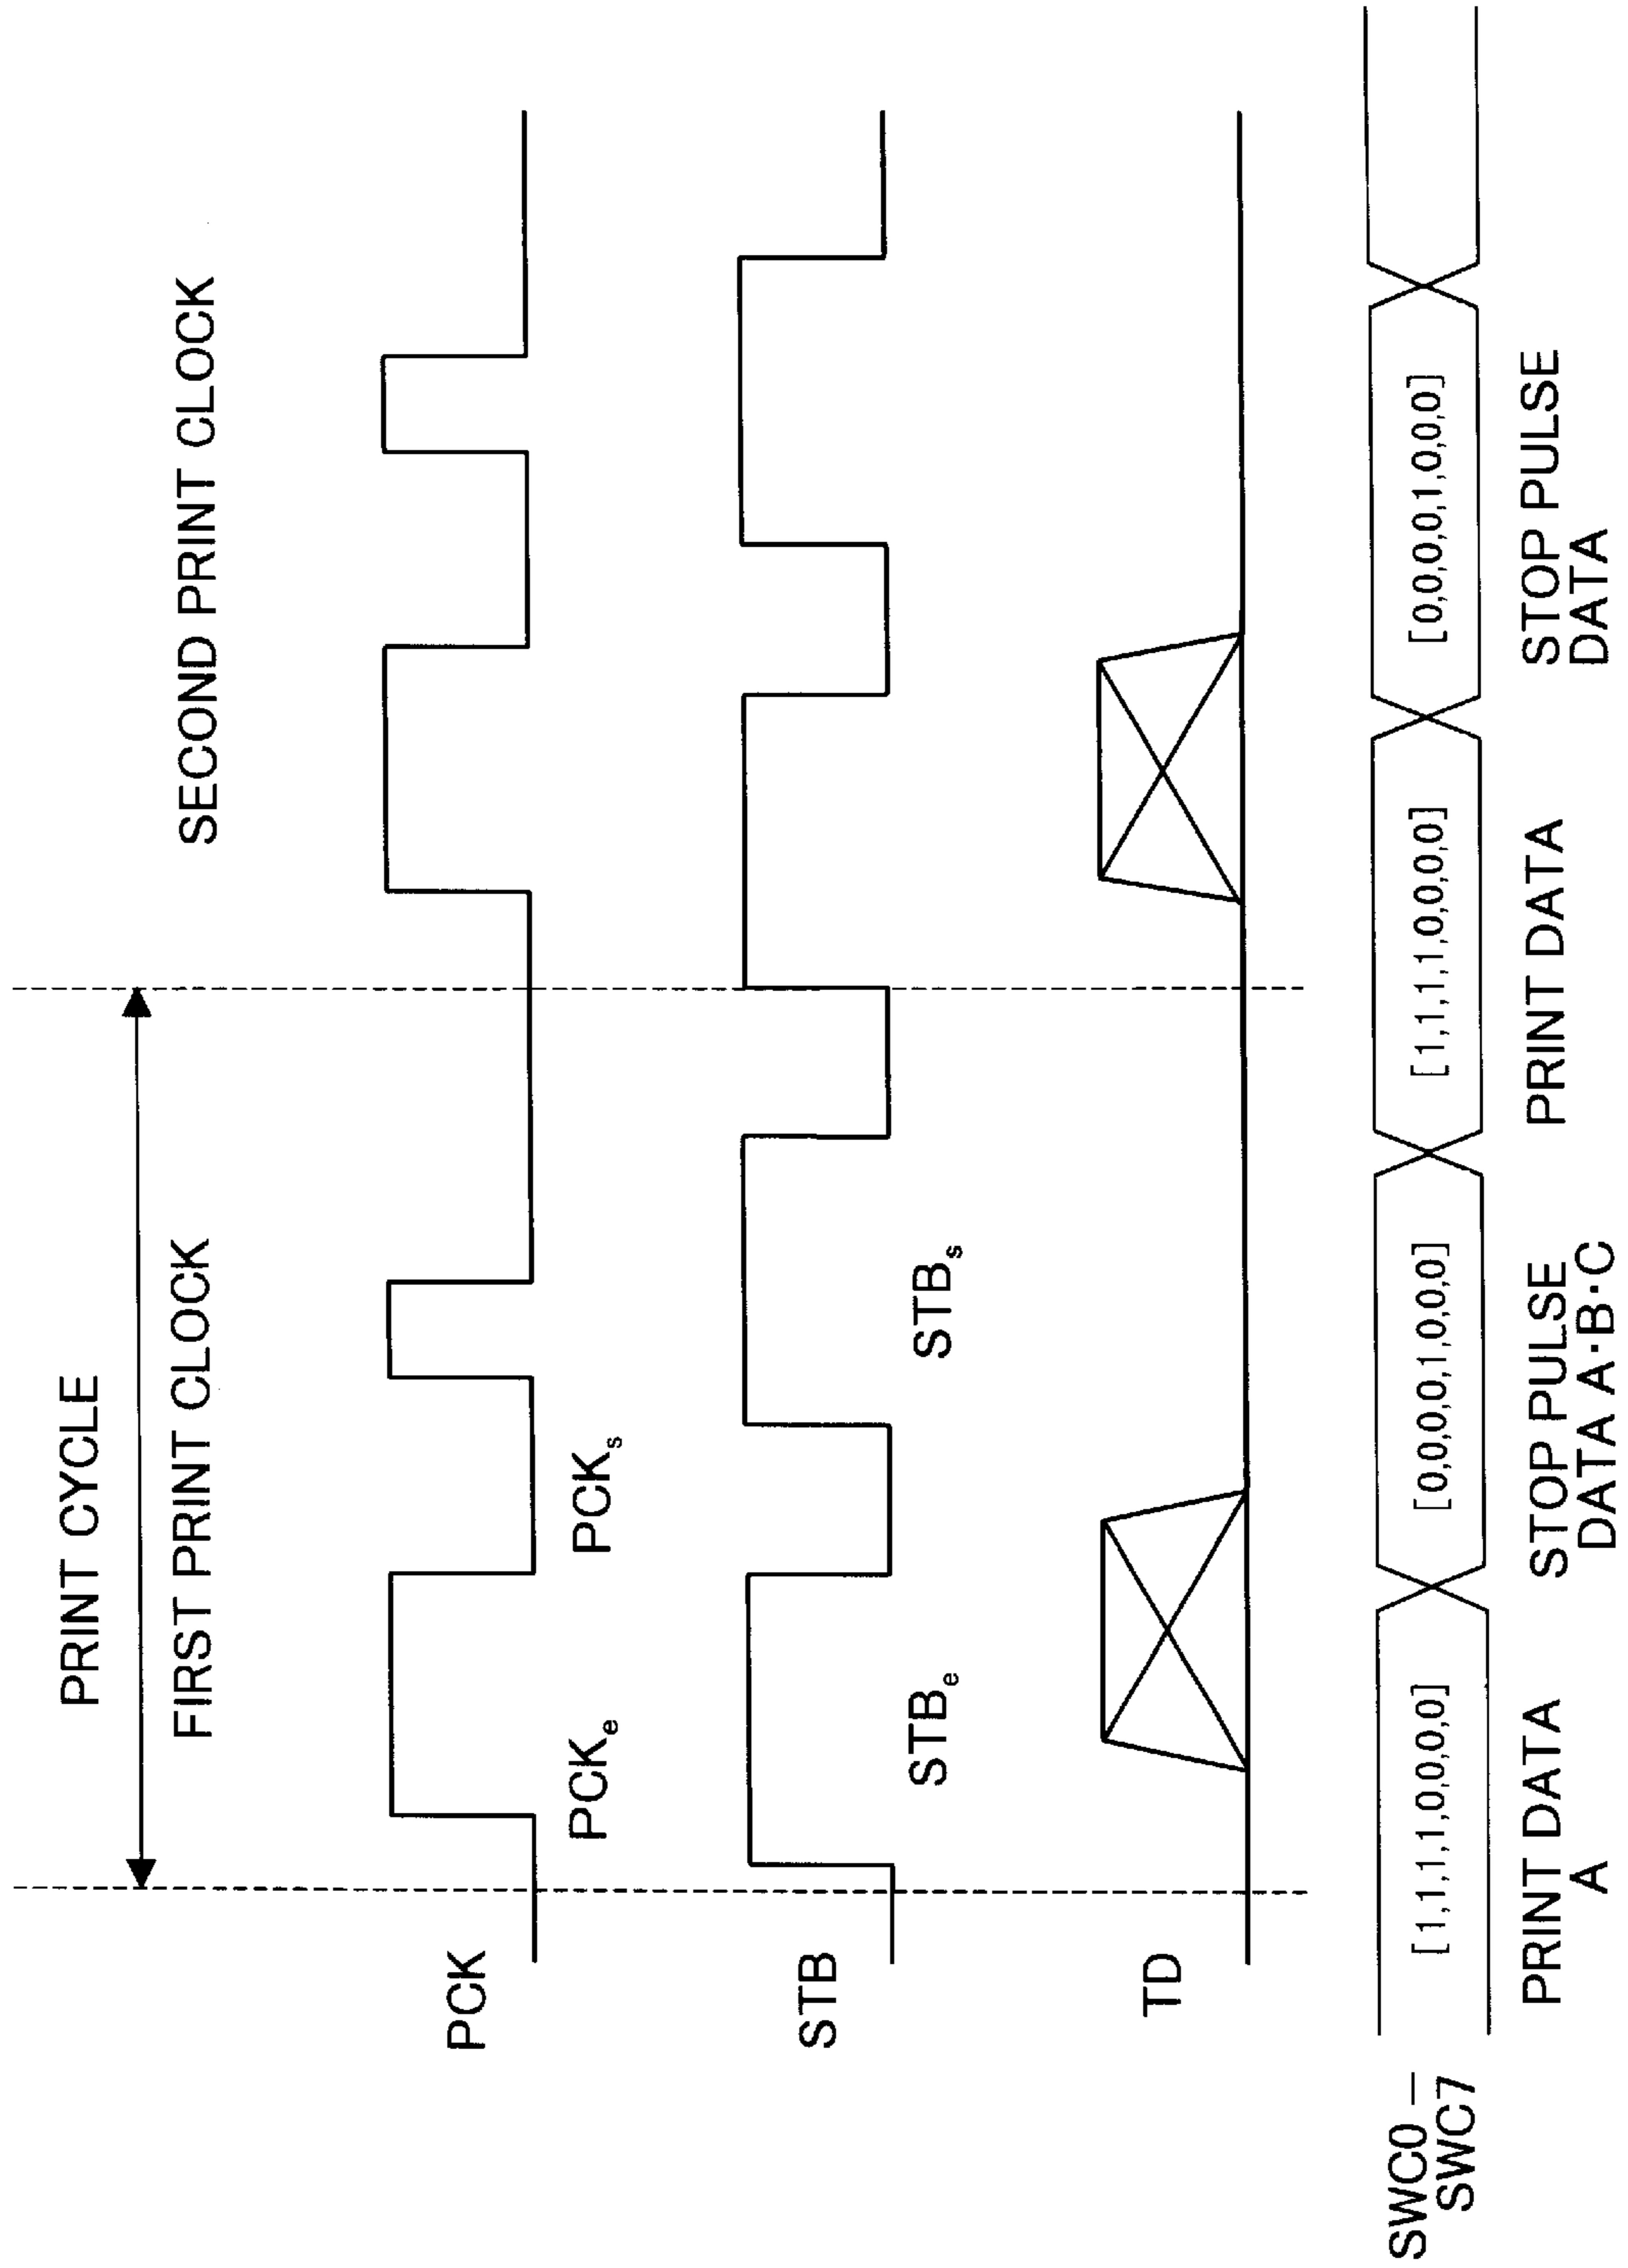 PRINT CYCLE
FIRST PRINT CLOCK
SECOND PRINT CLOCK
PCK
PCKe
PCKs
STB
STBe
STBs
TD
SWC0 –
SWC7
[1,1,1,1,0,0,0,0]
[0,0,0,0,1,0,0,0]
[1,1,1,1,0,0,0,0]
[0,0,0,0,1,0,0,0]
PRINT DATA
A
STOP PULSE
DATA A·B·C
PRINT DATA
STOP PULSE
DATA